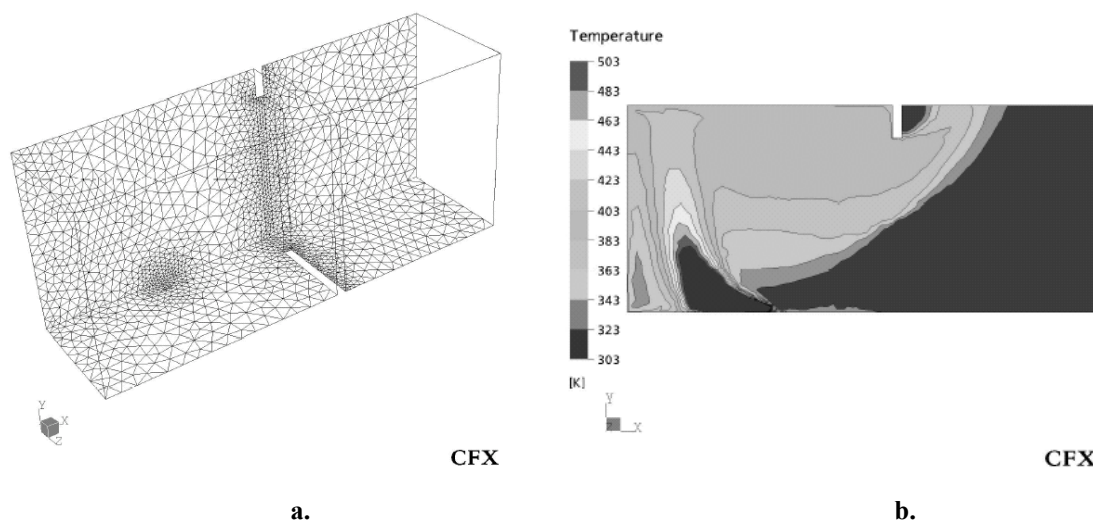 Temperature
503
483
463
443
423
403
383
363
343
323
303
[K]
Y
X
Z
CFX
a.
Y
Z
X
CFX
b.